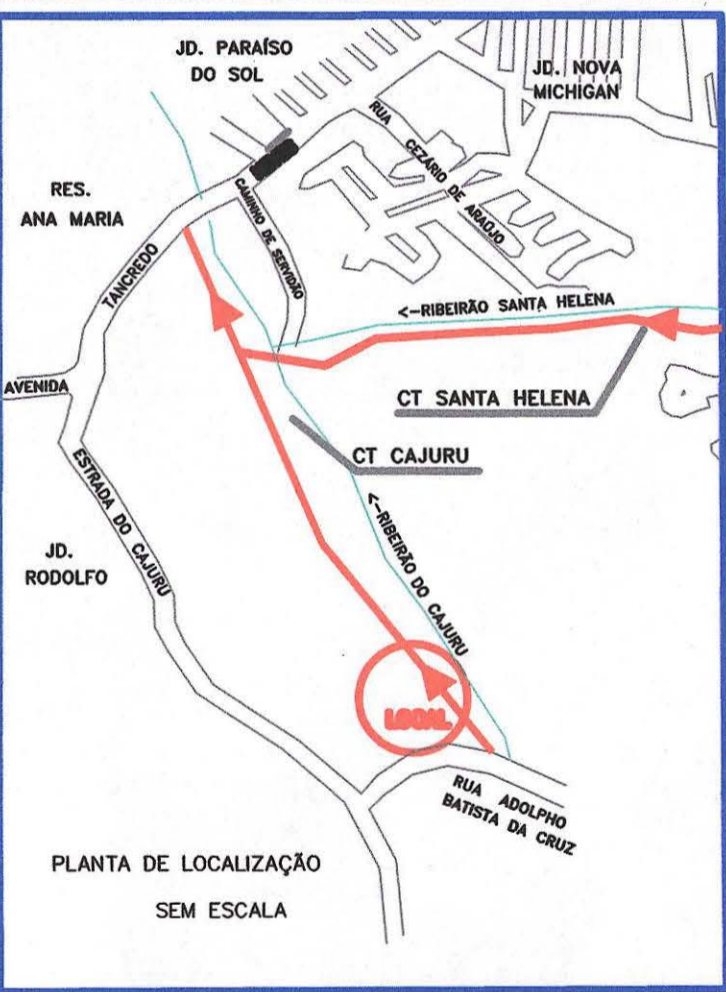 JD. PARAÍSO
DO SOL
JD. NOVA
MICHIGAN
RUA
CEZÁRIO DE ARAÚJO
RES.
ANA MARIA
CAMINHO DE SERVIDÃO
TANCREDO
<-RIBEIRÃO SANTA HELENA
AVENIDA
CT SANTA HELENA
CT CAJURU
ESTRADA DO CAJURU
<-RIBEIRÃO DO CAJURU
JD.
RODOLFO
LOCAL
RUA ADOLPHO
BATISTA DA CRUZ
PLANTA DE LOCALIZAÇÃO
SEM ESCALA